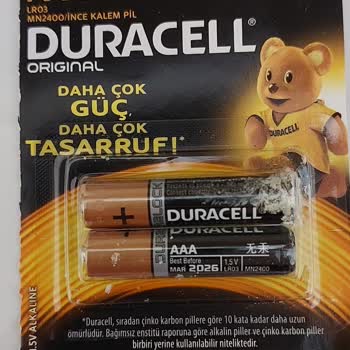 LR03
MN2400/İNCE KALEM PİL
DURACELL
ORIGINAL
DAHA ÇOK
GÜÇ,
DAHA ÇOK
TASARRUF!*
DURACELL
DURALOCK
DURACELL
AAA
无汞
Best Before
MAR 2026
1.5V
LR03
MN2400
1.5V ALKALINE
*Duracell, sıradan çinko karbon pillere göre 10 kata kadar daha uzun
ömürlüdür. Bağımsız enstitü raporuna göre alkalin piller ve çinko karbon piller
birbiri yerine kullanılabilir niteliktedir.